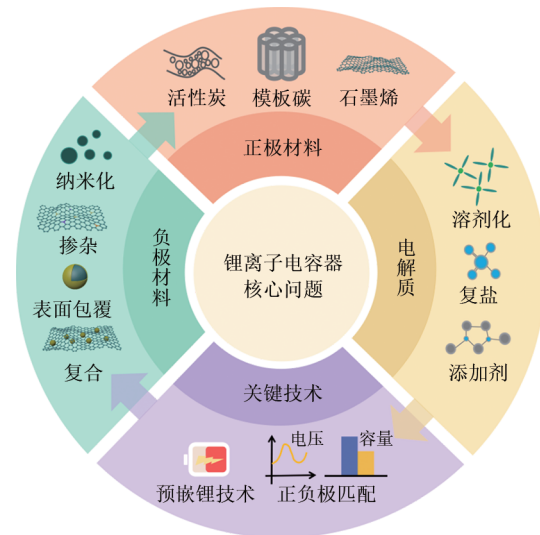 活性炭
模板碳
石墨烯
正极材料
纳米化
掺杂
表面包覆
复合
负极材料
锂离子电容器
核心问题
电解质
溶剂化
复盐
添加剂
关键技术
电压
容量
预嵌锂技术
正负极匹配